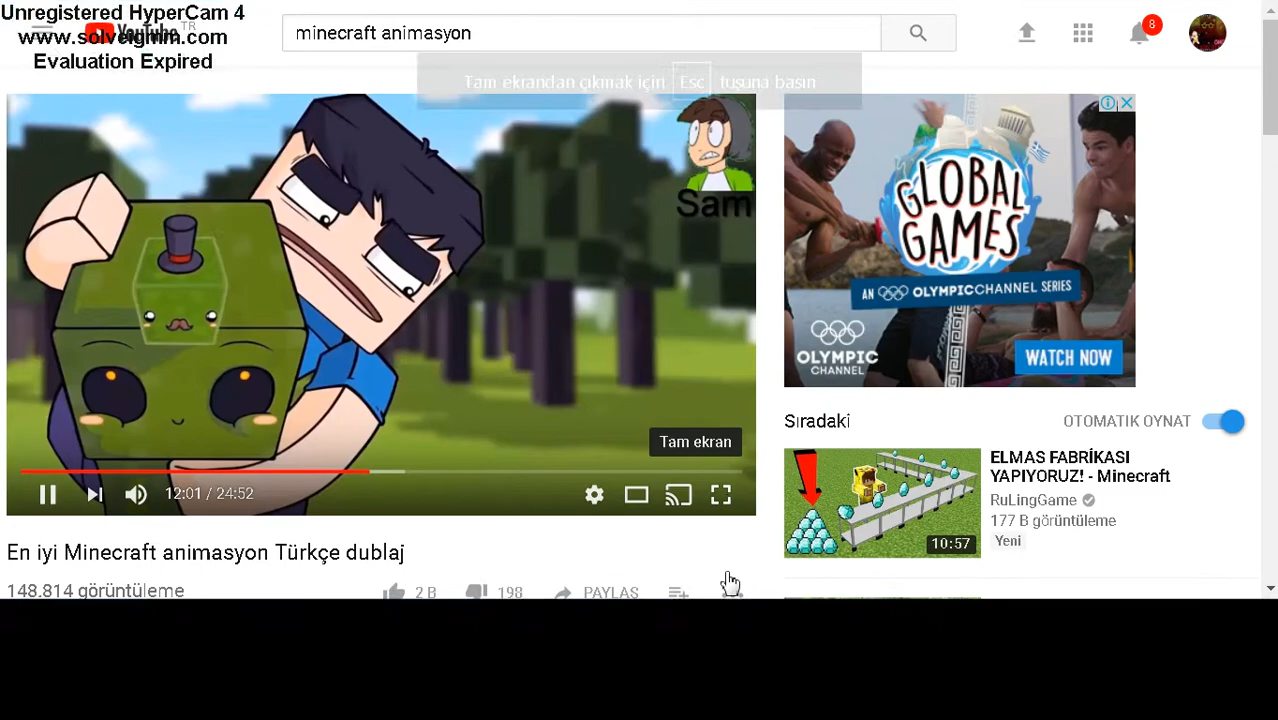 Unregistered HyperCam 4
www.solveigmm.com
Evaluation Expired
YouTube TR
minecraft animasyon
8
Tam ekrandan çıkmak için Esc tuşuna basın
Sam
Tam ekran
12:01 / 24:52
En iyi Minecraft animasyon Türkçe dublaj
148.814 görüntüleme
2 B
198
PAYLAŞ
GLOBAL
GAMES
AN OLYMPIC CHANNEL SERIES
OLYMPIC
CHANNEL
WATCH NOW
Sıradaki
OTOMATIK OYNAT
10:57
ELMAS FABRİKASI
YAPIYORUZ! - Minecraft
RuLingGame
177 B görüntüleme
Yeni